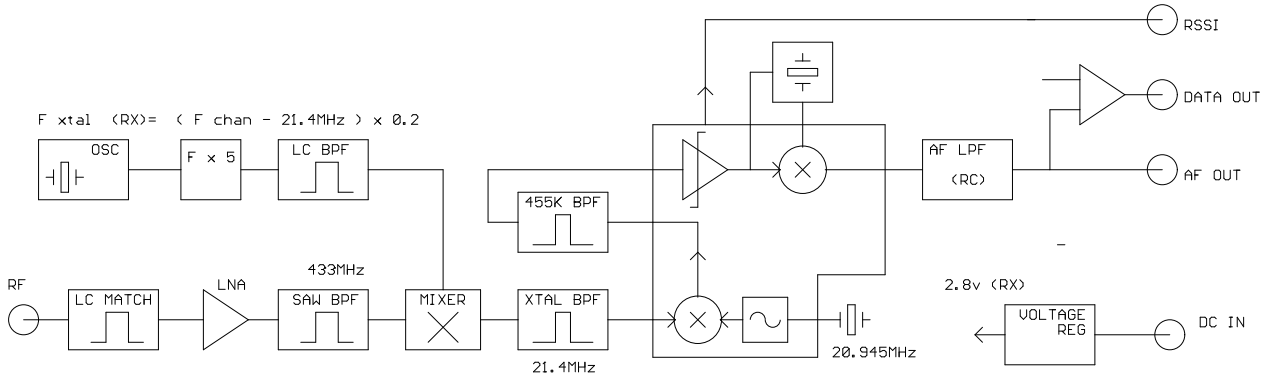 RSSI
DATA OUT
F xtal (RX)= ( F chan - 21.4MHz ) x 0.2
OSC
F x 5
LC BPF
AF LPF
(RC)
AF OUT
455K BPF
433MHz
RF
LNA
2.8v (RX)
LC MATCH
SAW BPF
MIXER
XTAL BPF
VOLTAGE
REG
DC IN
20.945MHz
21.4MHz